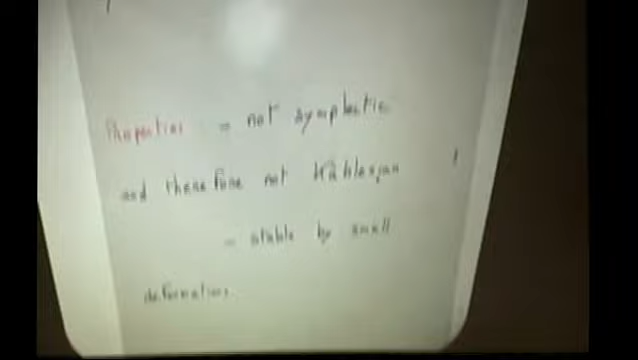 Properties - not symplectic
and therefore not Kählerian
- stable by small
deformations